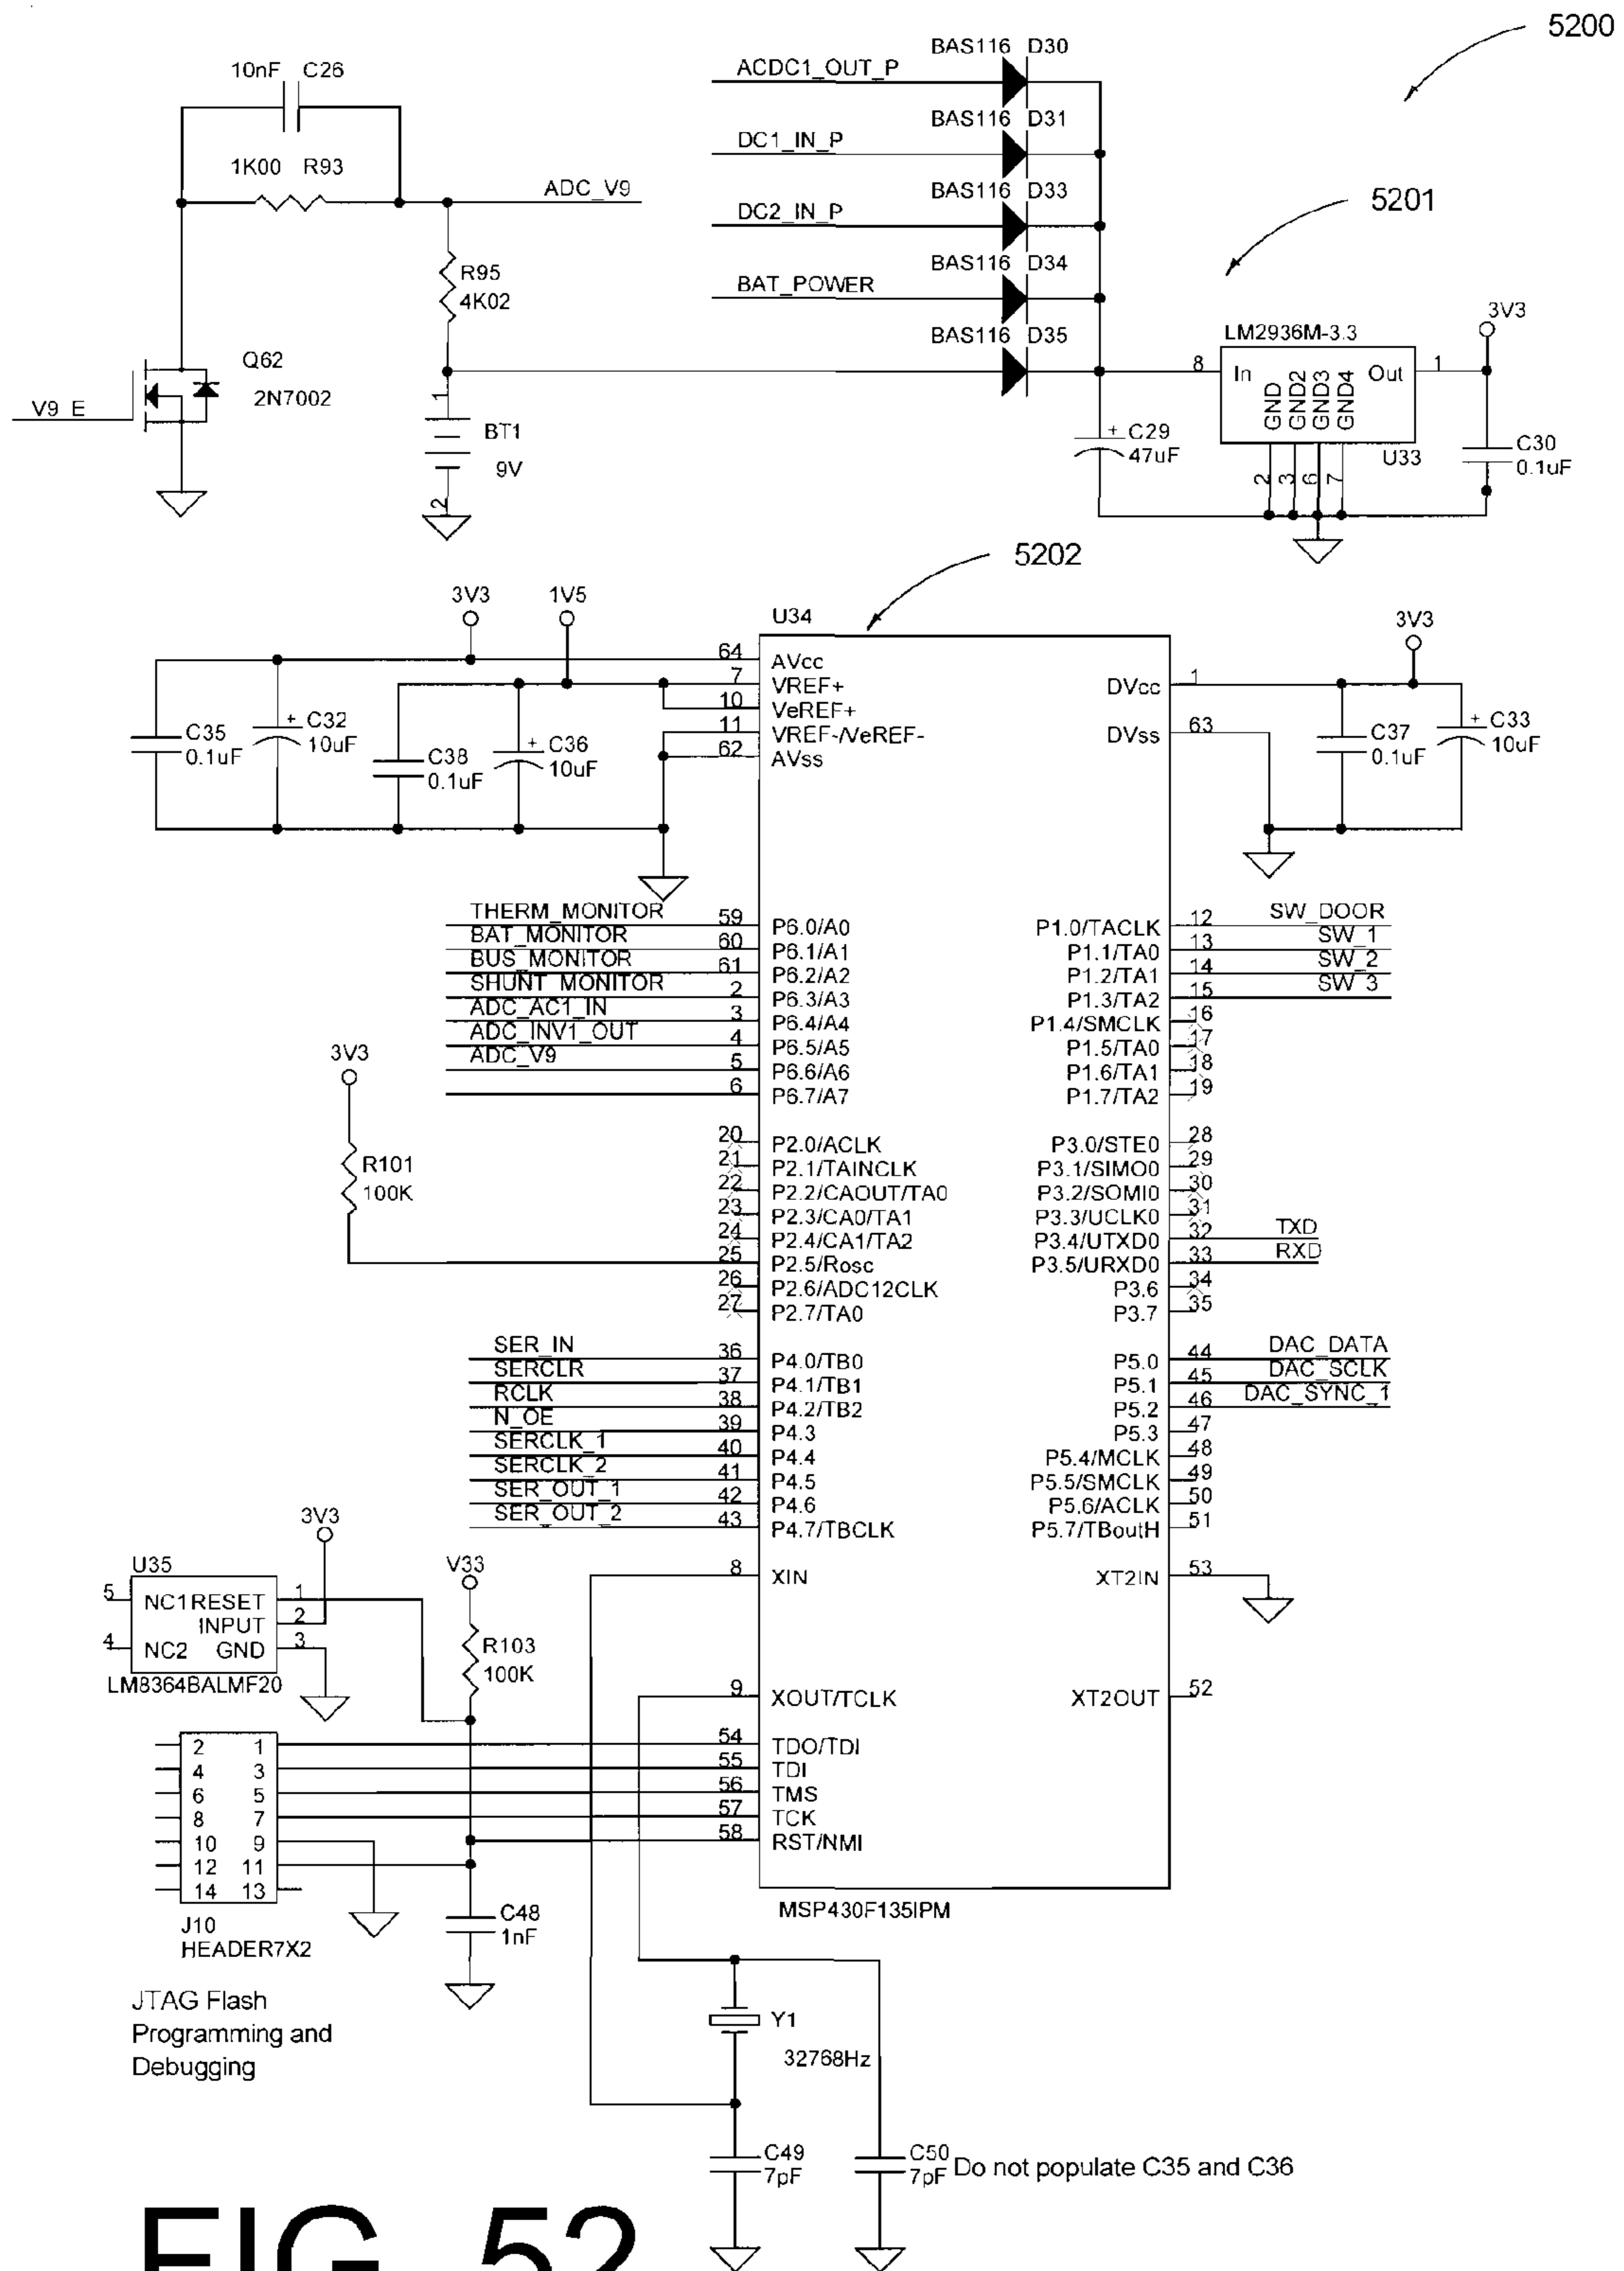 5200
10nF C26
1K00 R93
ADC_V9
R95
4K02
Q62
2N7002
V9_E
1
BT1
9V
2
BAS116 D30
ACDC1_OUT_P
BAS116 D31
DC1_IN_P
BAS116 D33
DC2_IN_P
BAS116 D34
BAT_POWER
BAS116 D35
5201
3V3
LM2936M-3.3
8 In Out 1
GND GND2 GND3 GND4
U33
2 3 6 7
+ C29
47uF
C30
0.1uF
5202
3V3 1V5
U34
3V3
64 AVcc
7 VREF+ DVcc 1
10 VeREF+
11 VREF-/VeREF- DVss 63
62 AVss
C35
0.1uF
+ C32
10uF
C38
0.1uF
+ C36
10uF
C37
0.1uF
+ C33
10uF
THERM_MONITOR 59 P6.0/A0 P1.0/TACLK 12 SW_DOOR
BAT_MONITOR 60 P6.1/A1 P1.1/TA0 13 SW_1
BUS_MONITOR 61 P6.2/A2 P1.2/TA1 14 SW_2
SHUNT_MONITOR 2 P6.3/A3 P1.3/TA2 15 SW_3
ADC_AC1_IN 3 P6.4/A4 P1.4/SMCLK 16
ADC_INV1_OUT 4 P6.5/A5 P1.5/TA0 17
ADC_V9 5 P6.6/A6 P1.6/TA1 18
6 P6.7/A7 P1.7/TA2 19
3V3
R101
100K
20 P2.0/ACLK P3.0/STE0 28
21 P2.1/TAINCLK P3.1/SIMO0 29
22 P2.2/CAOUT/TA0 P3.2/SOMI0 30
23 P2.3/CA0/TA1 P3.3/UCLK0 31
24 P2.4/CA1/TA2 P3.4/UTXD0 32 TXD
25 P2.5/Rosc P3.5/URXD0 33 RXD
26 P2.6/ADC12CLK P3.6 34
27 P2.7/TA0 P3.7 35
SER_IN 36 P4.0/TB0 P5.0 44 DAC_DATA
SERCLR 37 P4.1/TB1 P5.1 45 DAC_SCLK
RCLK 38 P4.2/TB2 P5.2 46 DAC_SYNC_1
N_OE 39 P4.3 P5.3 47
SERCLK_1 40 P4.4 P5.4/MCLK 48
SERCLK_2 41 P4.5 P5.5/SMCLK 49
SER_OUT_1 42 P4.6 P5.6/ACLK 50
SER_OUT_2 43 P4.7/TBCLK P5.7/TBoutH 51
8 XIN XT2IN 53
9 XOUT/TCLK XT2OUT 52
54 TDO/TDI
55 TDI
56 TMS
57 TCK
58 RST/NMI
MSP430F135IPM
3V3
U35
5 NC1 RESET 1
INPUT 2
4 NC2 GND 3
LM8364BALMF20
V33
R103
100K
2 1
4 3
6 5
8 7
10 9
12 11
14 13
J10
HEADER7X2
C48
1nF
JTAG Flash
Programming and
Debugging
Y1
32768Hz
C49
7pF
C50
7pF
Do not populate C35 and C36
FIG. 52